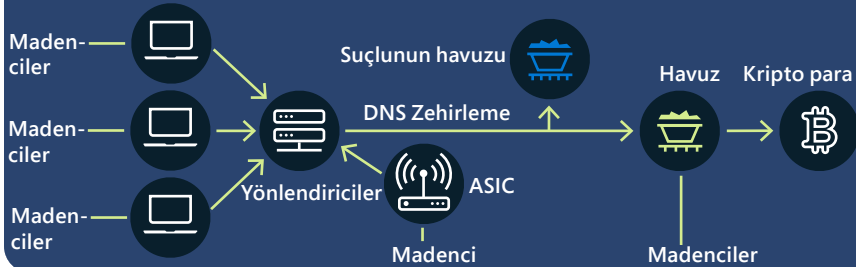 Maden-
ciler
Maden-
ciler
Maden-
ciler
Suçlunun havuzu
DNS Zehirleme
Yönlendiriciler
ASIC
Madenci
Havuz
Kripto para
Madenciler